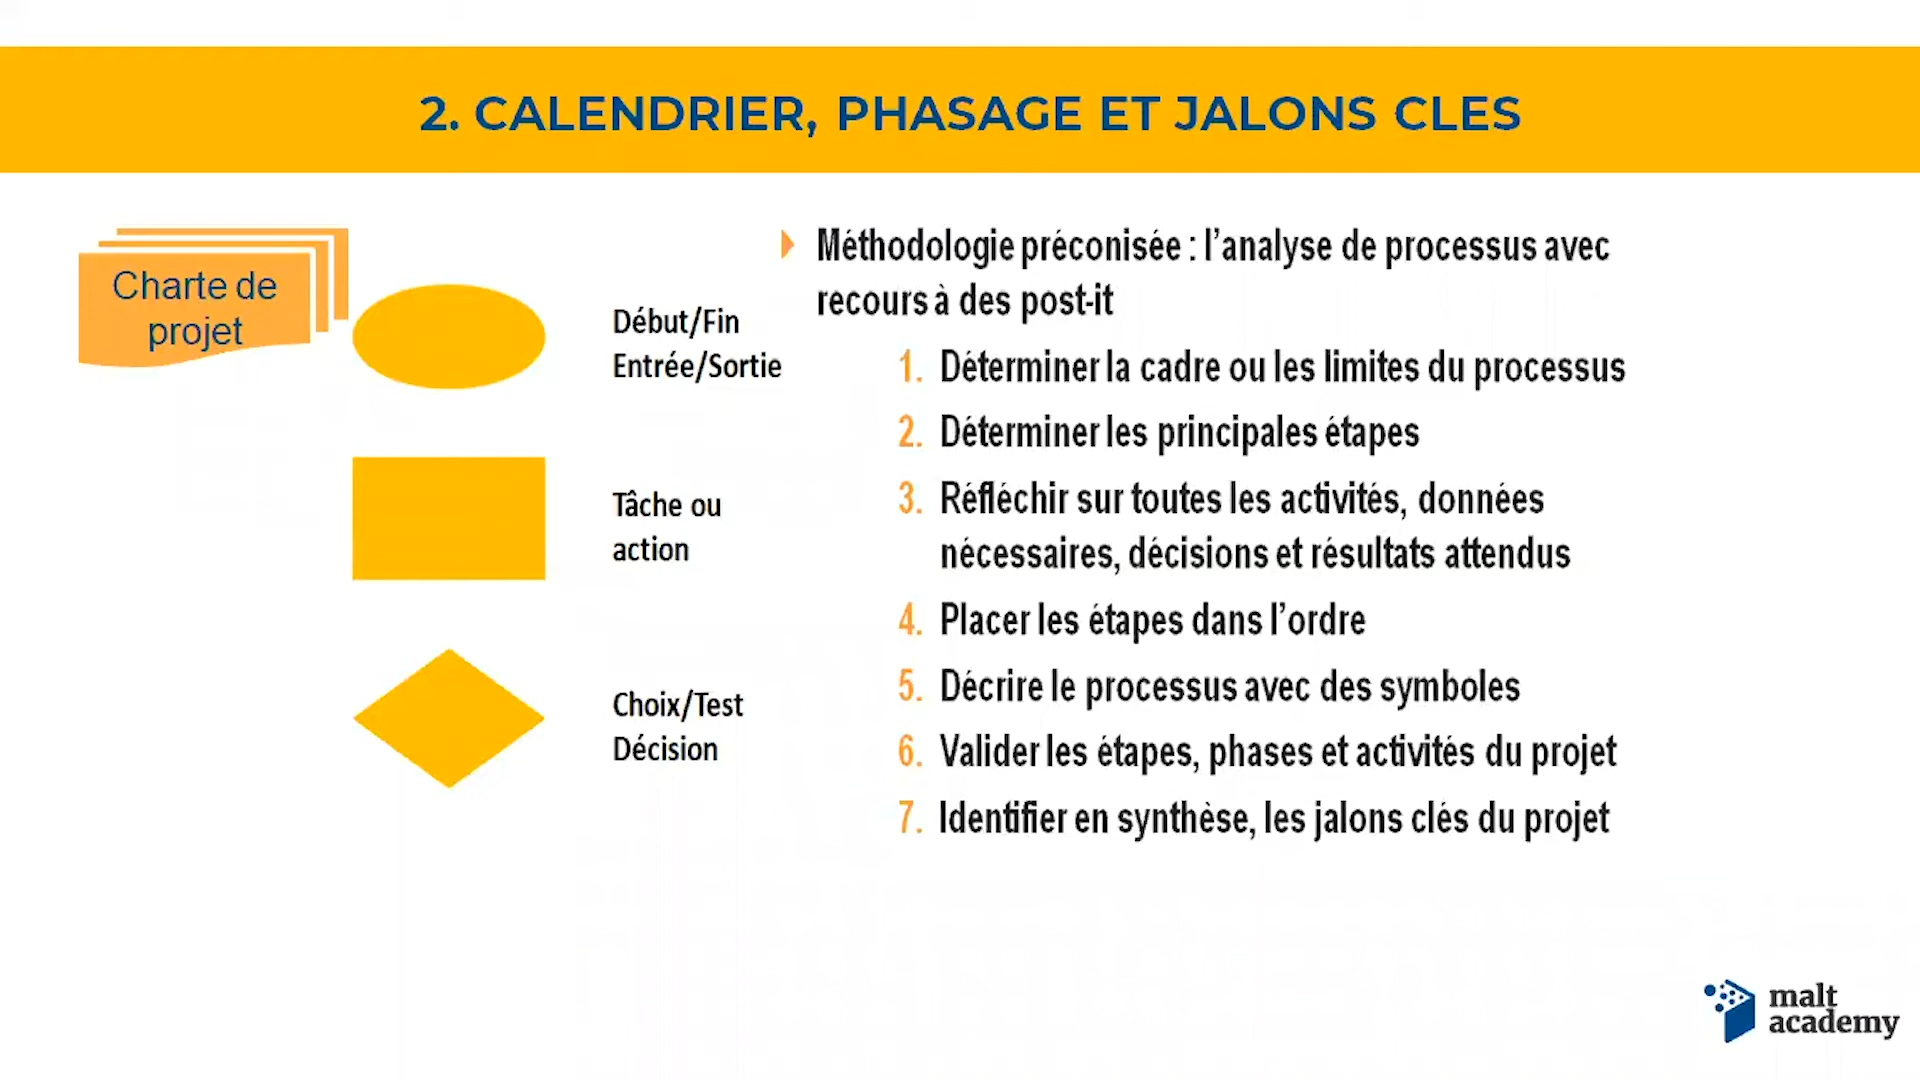 2. CALENDRIER, PHASAGE ET JALONS CLES
Charte de
projet
Début/Fin
Entrée/Sortie
Tâche ou
action
Choix/Test
Décision
Méthodologie préconisée : l'analyse de processus avec
recours à des post-it
1. Déterminer la cadre ou les limites du processus
2. Déterminer les principales étapes
3. Réfléchir sur toutes les activités, données
nécessaires, décisions et résultats attendus
4. Placer les étapes dans l'ordre
5. Décrire le processus avec des symboles
6. Valider les étapes, phases et activités du projet
7. Identifier en synthèse, les jalons clés du projet
malt
academy